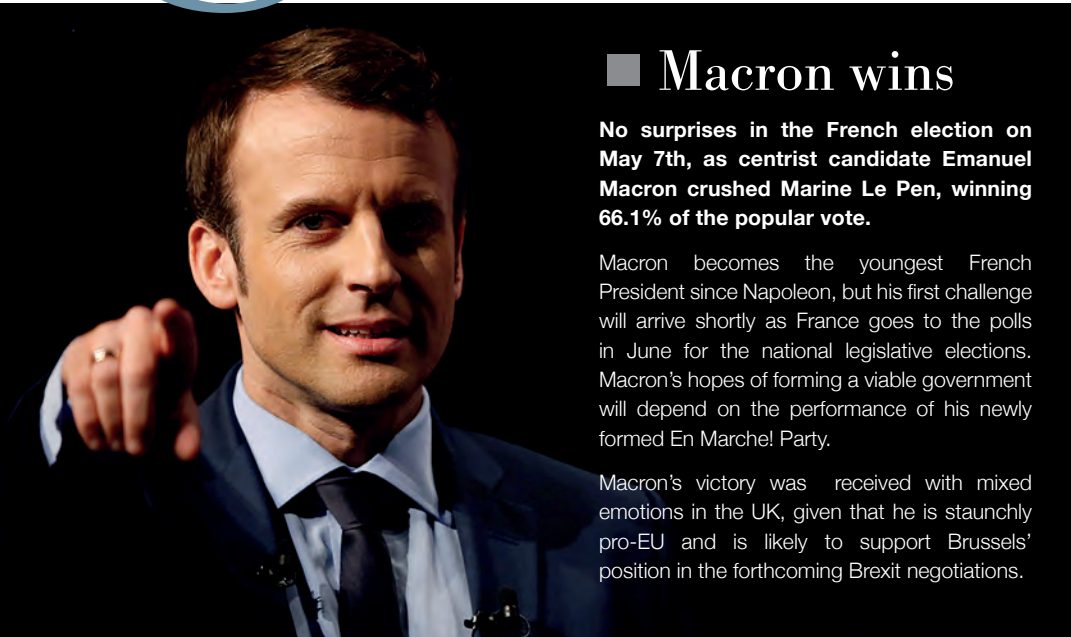 Macron wins
No surprises in the French election on
May 7th, as centrist candidate Emanuel
Macron crushed Marine Le Pen, winning
66.1% of the popular vote.
Macron becomes the youngest French
President since Napoleon, but his first challenge
will arrive shortly as France goes to the polls
in June for the national legislative elections.
Macron’s hopes of forming a viable government
will depend on the performance of his newly
formed En Marche! Party.
Macron’s victory was received with mixed
emotions in the UK, given that he is staunchly
pro-EU and is likely to support Brussels’
position in the forthcoming Brexit negotiations.